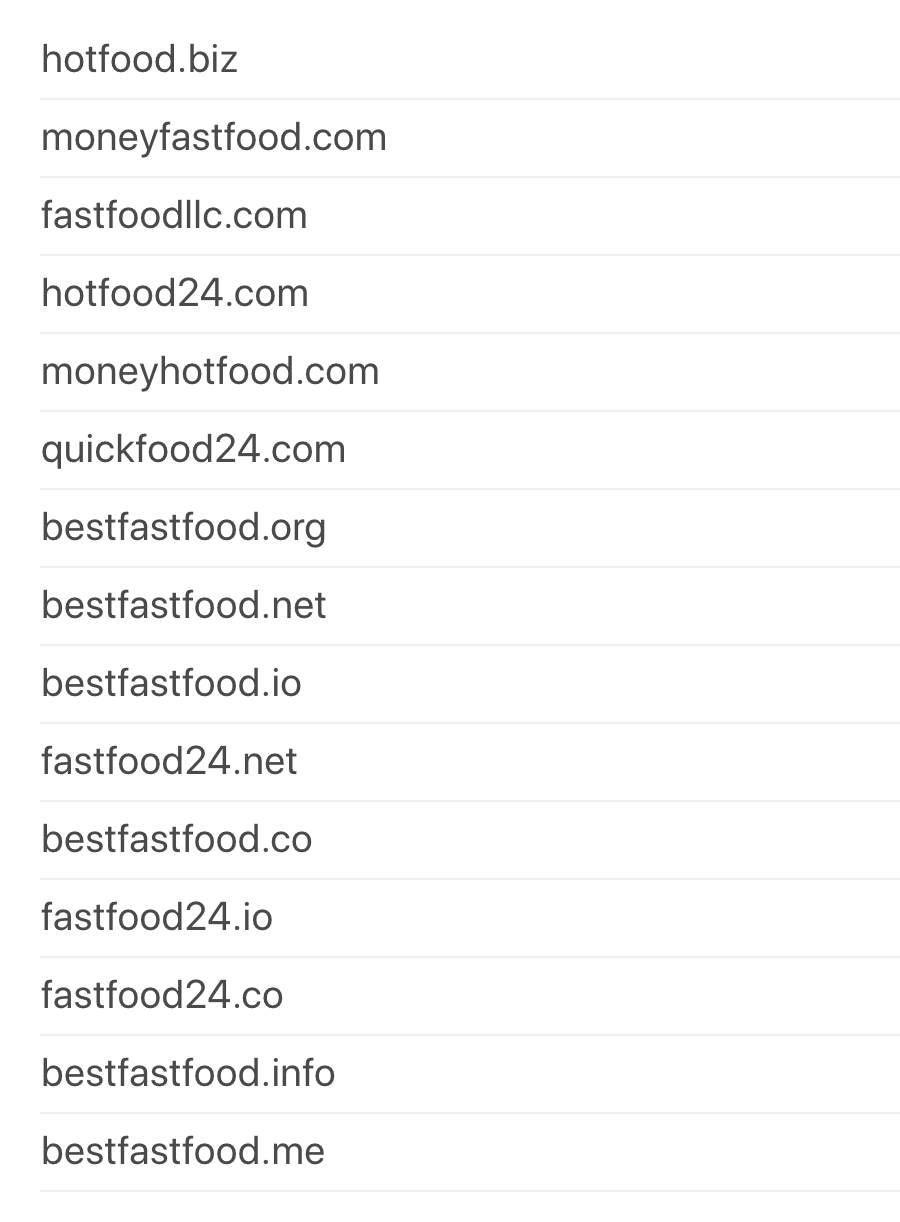 hotfood.biz
moneyfastfood.com
fastfoodllc.com
hotfood24.com
moneyhotfood.com
quickfood24.com
bestfastfood.org
bestfastfood.net
bestfastfood.io
fastfood24.net
bestfastfood.co
fastfood24.io
fastfood24.co
bestfastfood.info
bestfastfood.me